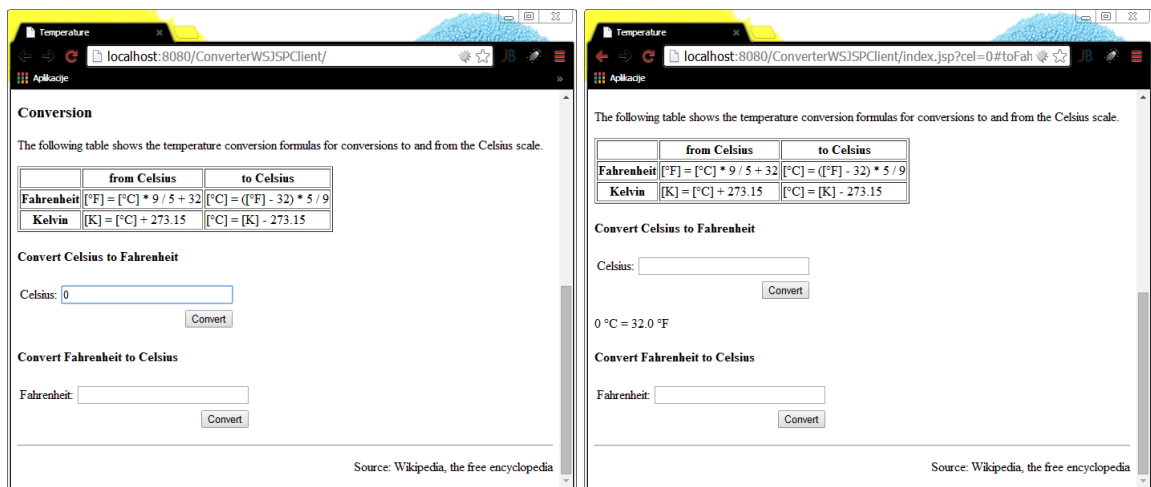 Temperature
localhost:8080/ConverterWSJSPClient/
JB
Aplikacije
Conversion
The following table shows the temperature conversion formulas for conversions to and from the Celsius scale.
from Celsius to Celsius
Fahrenheit [°F] = [°C] * 9 / 5 + 32 [°C] = ([°F] - 32) * 5 / 9
Kelvin [K] = [°C] + 273.15 [°C] = [K] - 273.15
Convert Celsius to Fahrenheit
Celsius: 0
Convert
Convert Fahrenheit to Celsius
Fahrenheit:
Convert
Source: Wikipedia, the free encyclopedia
Temperature
localhost:8080/ConverterWSJSPClient/index.jsp?cel=0#toFah
JB
Aplikacije
The following table shows the temperature conversion formulas for conversions to and from the Celsius scale.
from Celsius to Celsius
Fahrenheit [°F] = [°C] * 9 / 5 + 32 [°C] = ([°F] - 32) * 5 / 9
Kelvin [K] = [°C] + 273.15 [°C] = [K] - 273.15
Convert Celsius to Fahrenheit
Celsius:
Convert
0 °C = 32.0 °F
Convert Fahrenheit to Celsius
Fahrenheit:
Convert
Source: Wikipedia, the free encyclopedia